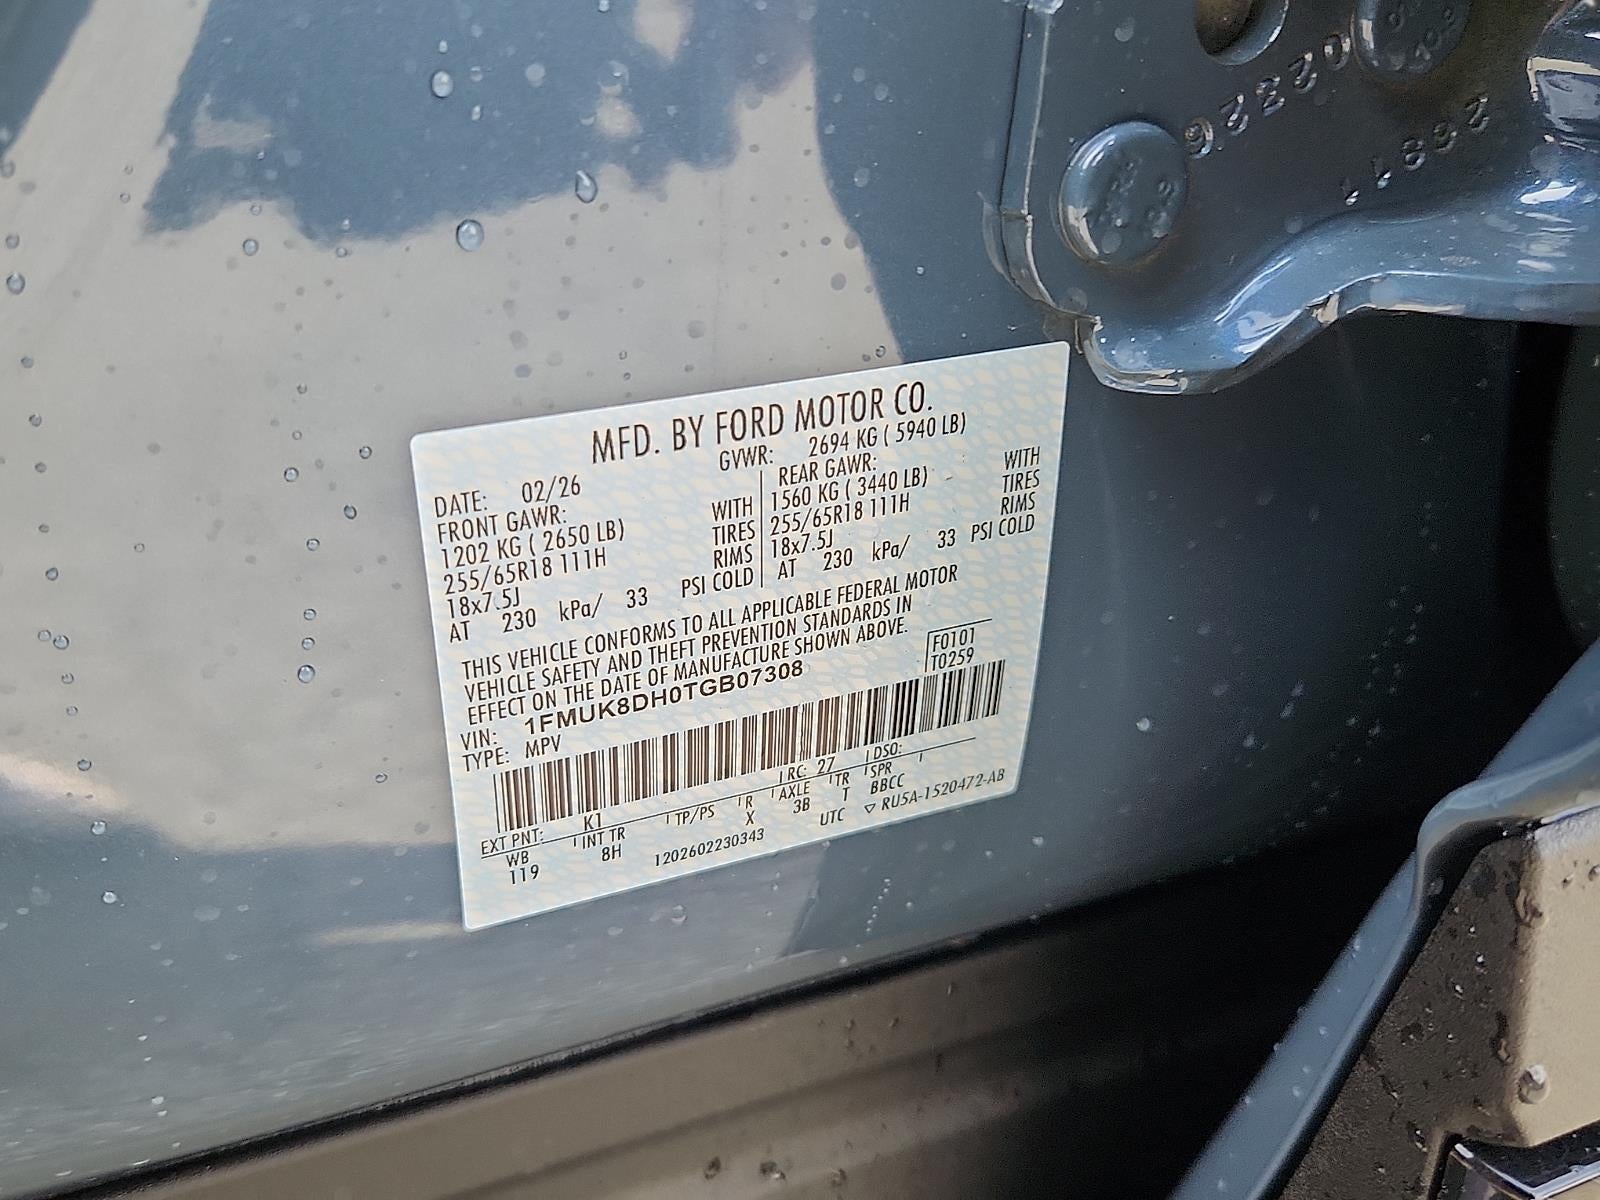 022226
22811
MFD. BY FORD MOTOR CO.
DATE: 02/26 GVWR: 2694 KG ( 5940 LB)
FRONT GAWR: REAR GAWR:
1202 KG ( 2650 LB) WITH 1560 KG ( 3440 LB) WITH
255/65R18 111H TIRES 255/65R18 111H TIRES
18x7.5J RIMS 18x7.5J RIMS
AT 230 kPa/ 33 PSI COLD AT 230 kPa/ 33 PSI COLD
THIS VEHICLE CONFORMS TO ALL APPLICABLE FEDERAL MOTOR
VEHICLE SAFETY AND THEFT PREVENTION STANDARDS IN
EFFECT ON THE DATE OF MANUFACTURE SHOWN ABOVE.
VIN: 1FMUK8DH0TGB07308 F0101
TYPE: MPV T0259
EXT PNT: K1 RC: 27 DSO:
WB INT TR TP/PS R AXLE TR SPR
119 8H X 3B T BBCC
1202602230343 UTC ▽ RU5A-1520472-AB